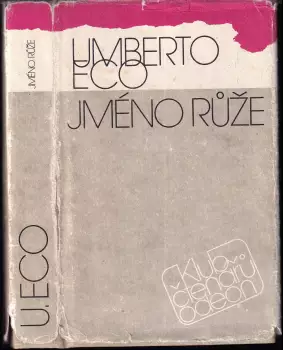 JMÉNO RŮŽE
U. ECO
UMBERTO
ECO
JMÉNO RŮŽE
Klub
čtenářů
odeon